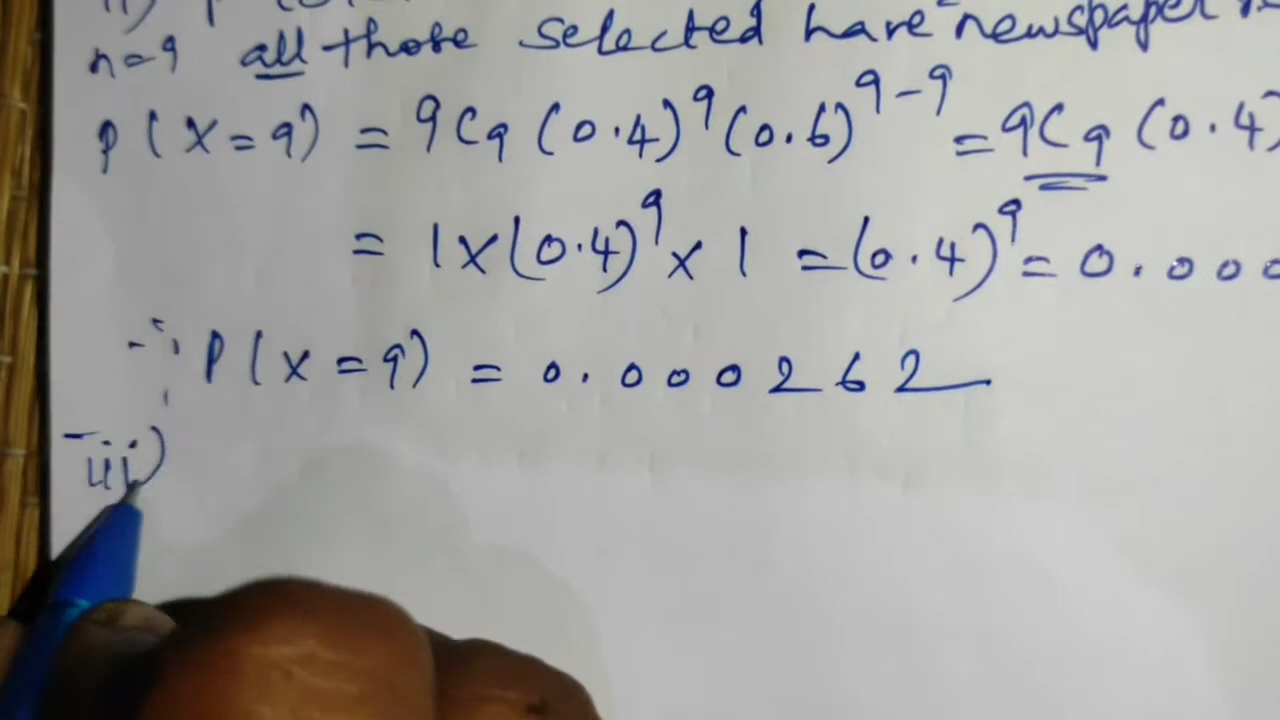 n=9 all those selected have newspaper
P(X=9) = 9C9 (0.4)^9 (0.6)^9-9 = 9C9 (0.4)
= 1×(0.4)^9 × 1 = (0.4)^9 = 0.000
∴ P(X=9) = 0.000262
iii)